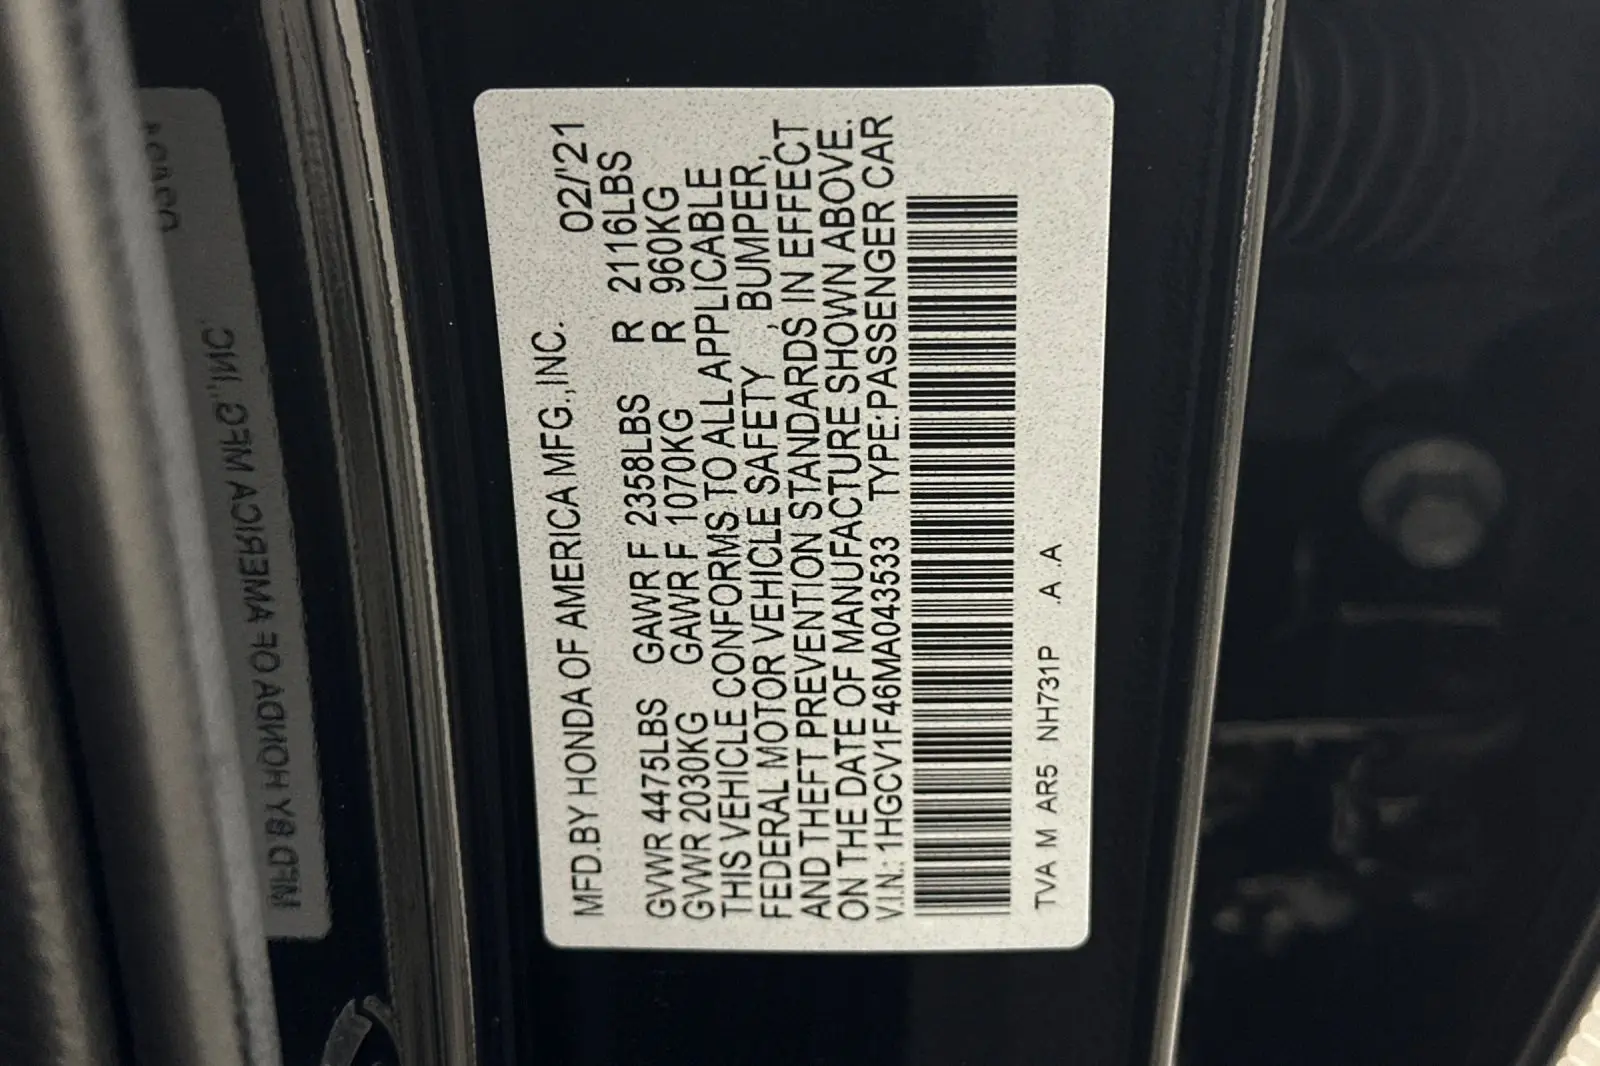 MFD.BY HONDA OF AMERICA MFG.,INC. 02/'21
GVWR 4475LBS GAWR F 2358LBS R 2116LBS
GVWR 2030KG GAWR F 1070KG R 960KG
THIS VEHICLE CONFORMS TO ALL APPLICABLE
FEDERAL MOTOR VEHICLE SAFETY , BUMPER,
AND THEFT PREVENTION STANDARDS IN EFFECT
ON THE DATE OF MANUFACTURE SHOWN ABOVE.
V.I.N.: 1HGCV1F46MA043533 TYPE:PASSENGER CAR
TVA M AR5 NH731P .A .A
MFD BY HONDA OF AMERICA MFG.,INC.